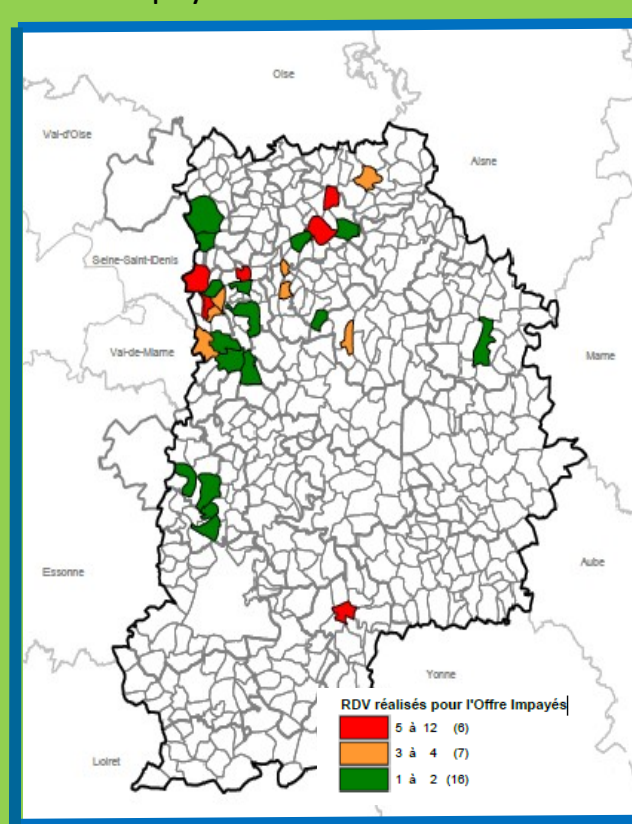 Oise
Val-d'Oise
Aisne
Seine-Saint-Denis
Val-de-Marne
Marne
Essonne
Aube
Yonne
RDV réalisés pour l'Offre Impayés
5 à 12 (6)
3 à 4 (7)
1 à 2 (16)
Loiret